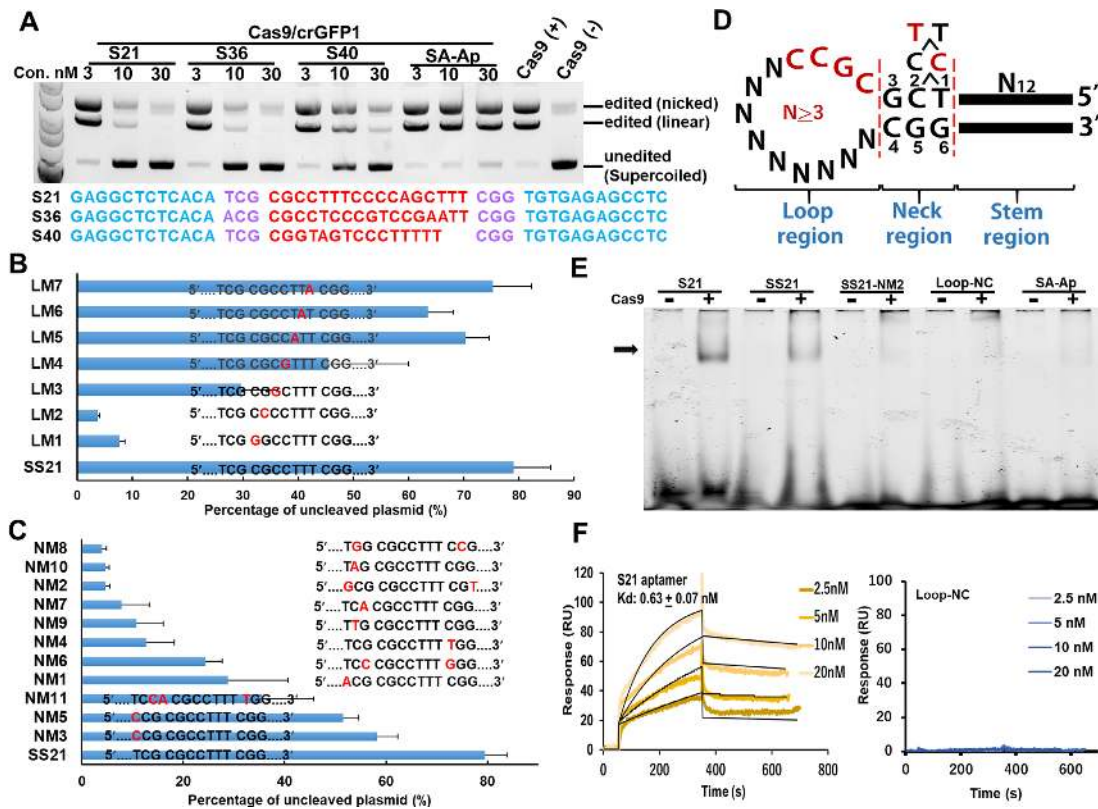 A
Cas9/crGFP1
S21 S36 S40 SA-Ap Cas9 (+) Cas9 (-)
Con. nM 3 10 30 3 10 30 3 10 30 3 10 30
edited (nicked)
edited (linear)
unedited
(Supercoiled)
S21 GAGGCTCTCACA TCG CGCCTTTCCCCAGCTTT CGG TGTGAGAGCCTC
S36 GAGGCTCTCACA ACG CGCCTCCCGTCCGAATT CGG TGTGAGAGCCTC
S40 GAGGCTCTCACA TCG CGGTAGTCCCTTTTT CGG TGTGAGAGCCTC
B
LM7 5′....TCG CGCCTTA CGG....3′
LM6 5′....TCG CGCCTAT CGG....3′
LM5 5′....TCG CGCCATT CGG....3′
LM4 5′....TCG CGCGTTT CGG....3′
LM3 5′....TCG CGGCTTT CGG....3′
LM2 5′....TCG CCCCTTT CGG....3′
LM1 5′....TCG GGCCTTT CGG....3′
SS21 5′....TCG CGCCTTT CGG....3′
0 10 20 30 40 50 60 70 80 90
Percentage of uncleaved plasmid (%)
C
NM8 5′....TGG CGCCTTT CCG....3′
NM10 5′....TAG CGCCTTT CGG....3′
NM2 5′....GCG CGCCTTT CGT....3′
NM7 5′....TCA CGCCTTT CGG....3′
NM9 5′....TTG CGCCTTT CGG....3′
NM4 5′....TCG CGCCTTT TGG....3′
NM6 5′....TCC CGCCTTT GGG....3′
NM1 5′....ACG CGCCTTT CGG....3′
NM11 5′....TCCA CGCCTTT TGG....3′
NM5 5′....CCG CGCCTTT CGG....3′
NM3 5′....CCG CGCCTTT CGG....3′
SS21 5′....TCG CGCCTTT CGG....3′
0 20 40 60 80
Percentage of uncleaved plasmid (%)
D
T T
C C
3 2 1
N N N C C G C G C T N12 5′
N≥3
N N N N N N N N C G G 3′
4 5 6
Loop region
Neck region
Stem region
E
S21 SS21 SS21-NM2 Loop-NC SA-Ap
Cas9 - + - + - + - + - +
F
S21 aptamer
Kd: 0.63 ± 0.07 nM
2.5nM
5nM
10nM
20nM
Response (RU)
120
100
80
60
40
20
0
0 200 400 600 800
Time (s)
Loop-NC
2.5 nM
5 nM
10 nM
20 nM
Response (RU)
100
80
60
40
20
0
0 200 400 600
Time (s)